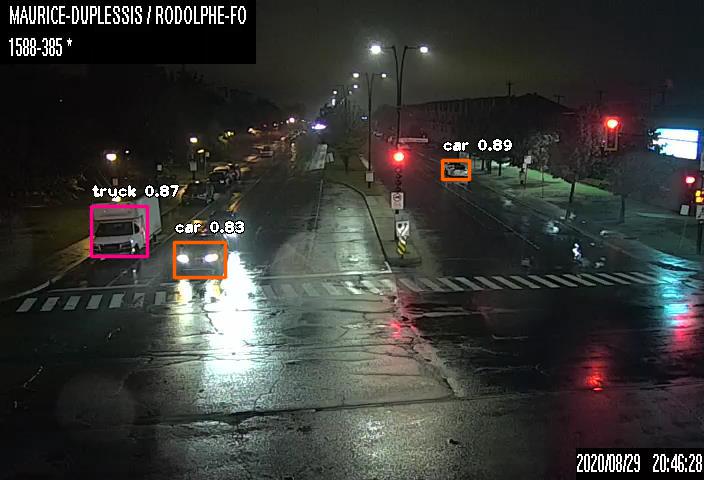 MAURICE-DUPLESSIS / RODOLPHE-FO
1588-385 *
car 0.89
truck 0.87
car 0.83
2020/08/29 20:46:28